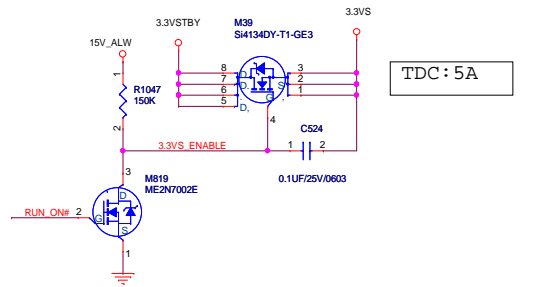 3.3VS
3.3VSTBY
M39
Si4134DY-T1-GE3
15V_ALW
TDC:5A
8 D, 3
7 D, S 2
6 G 1
5 D,
4
1
R1047
150K
2
C524
3.3VS_ENABLE
1 2
0.1UF/25V/0603
3
M819
ME2N7002E
D
RUN_ON# 2 G
S
1